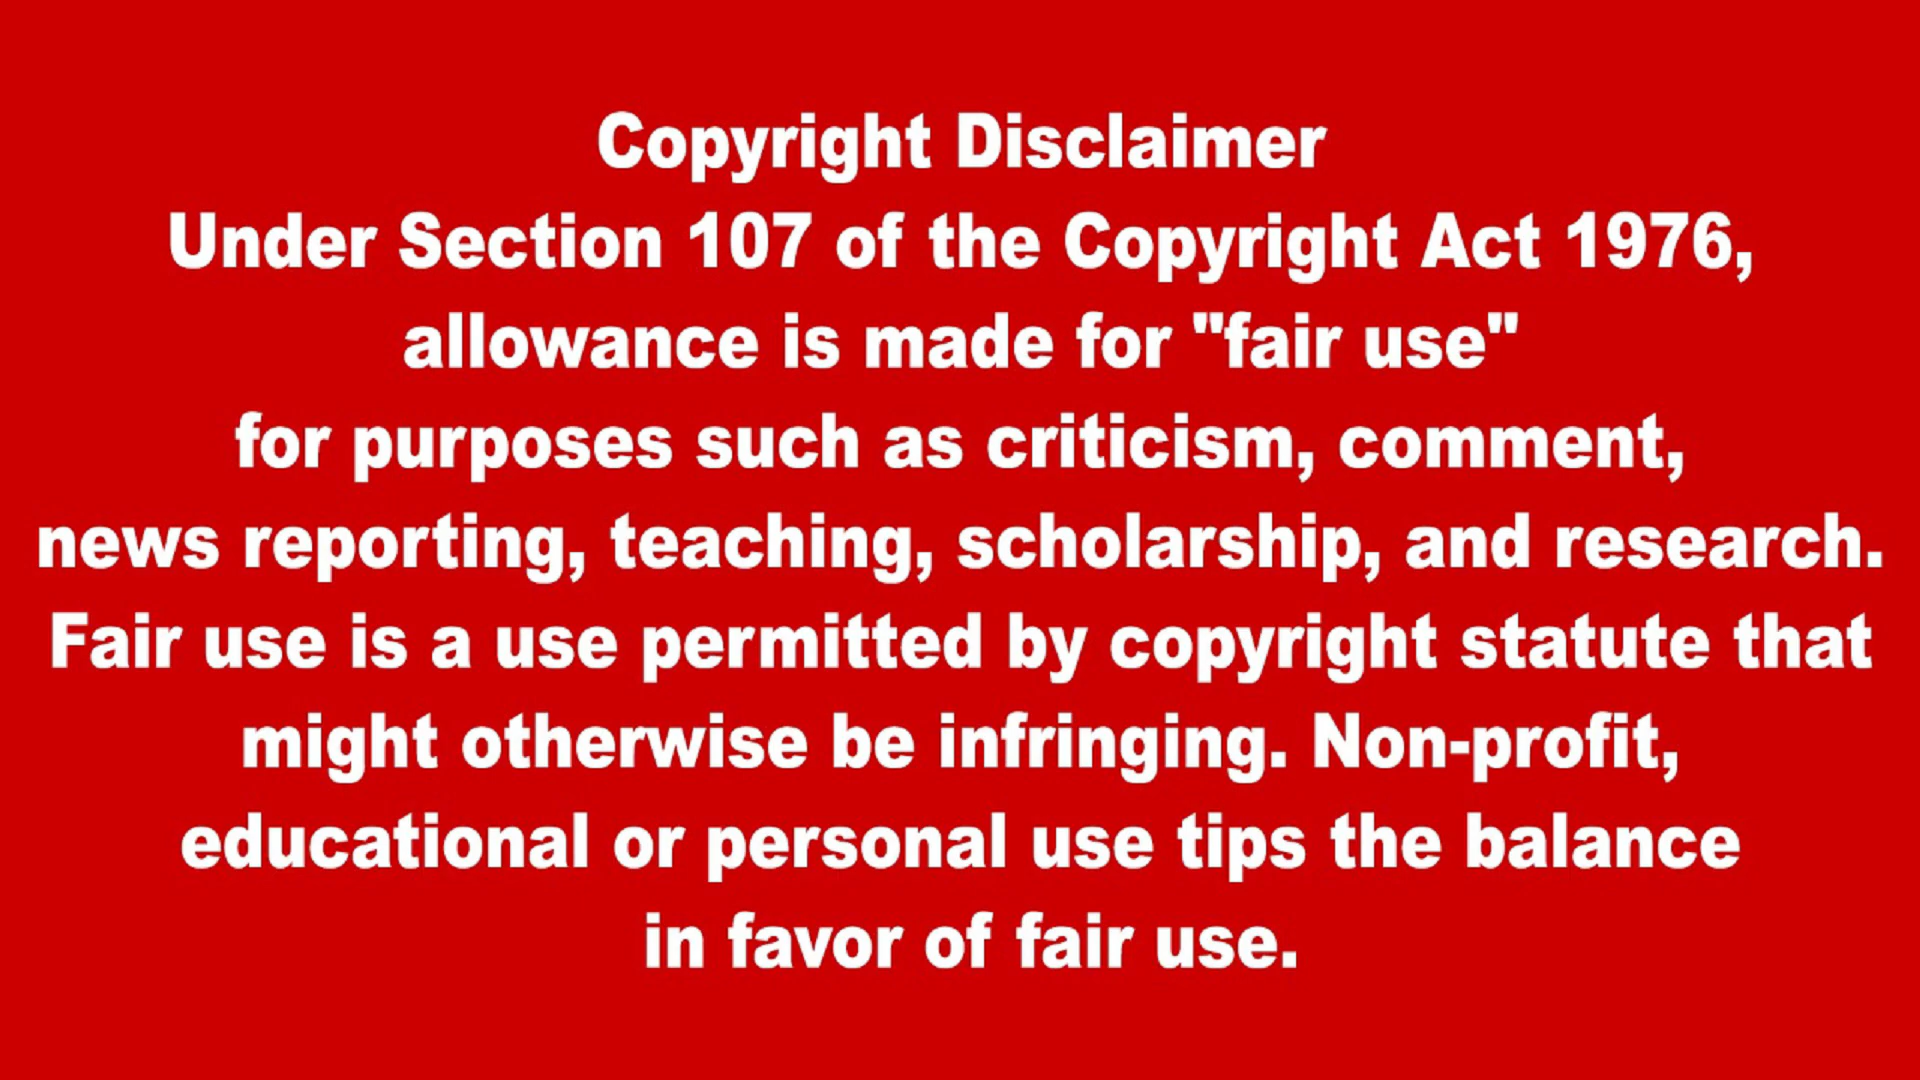 Copyright Disclaimer
Under Section 107 of the Copyright Act 1976,
allowance is made for "fair use"
for purposes such as criticism, comment,
news reporting, teaching, scholarship, and research.
Fair use is a use permitted by copyright statute that
might otherwise be infringing. Non-profit,
educational or personal use tips the balance
in favor of fair use.